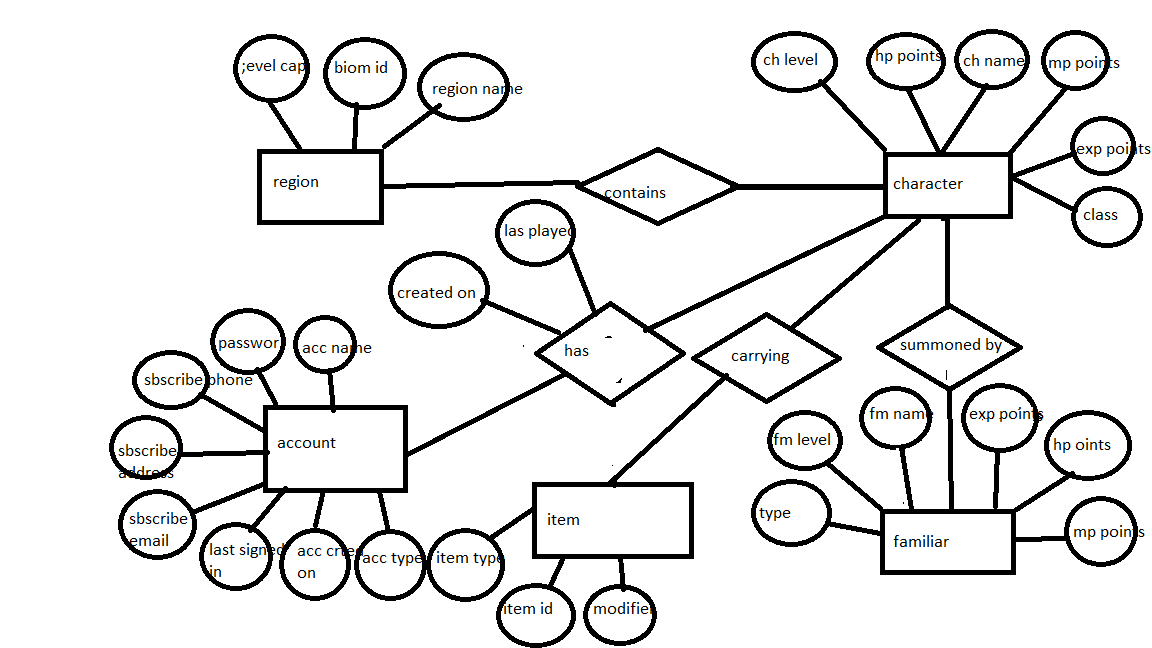 ;evel cap
biom id
region name
ch level
hp points
ch name
mp points
exp points
class
region
contains
character
las played
created on
has
carrying
summoned by
passwor
acc name
sbscribe phone
sbscribe
address
sbscribe
email
account
last signed
in
acc crted
on
acc type
item type
item
item id
modifier
fm level
fm name
exp points
hp oints
type
familiar
mp points